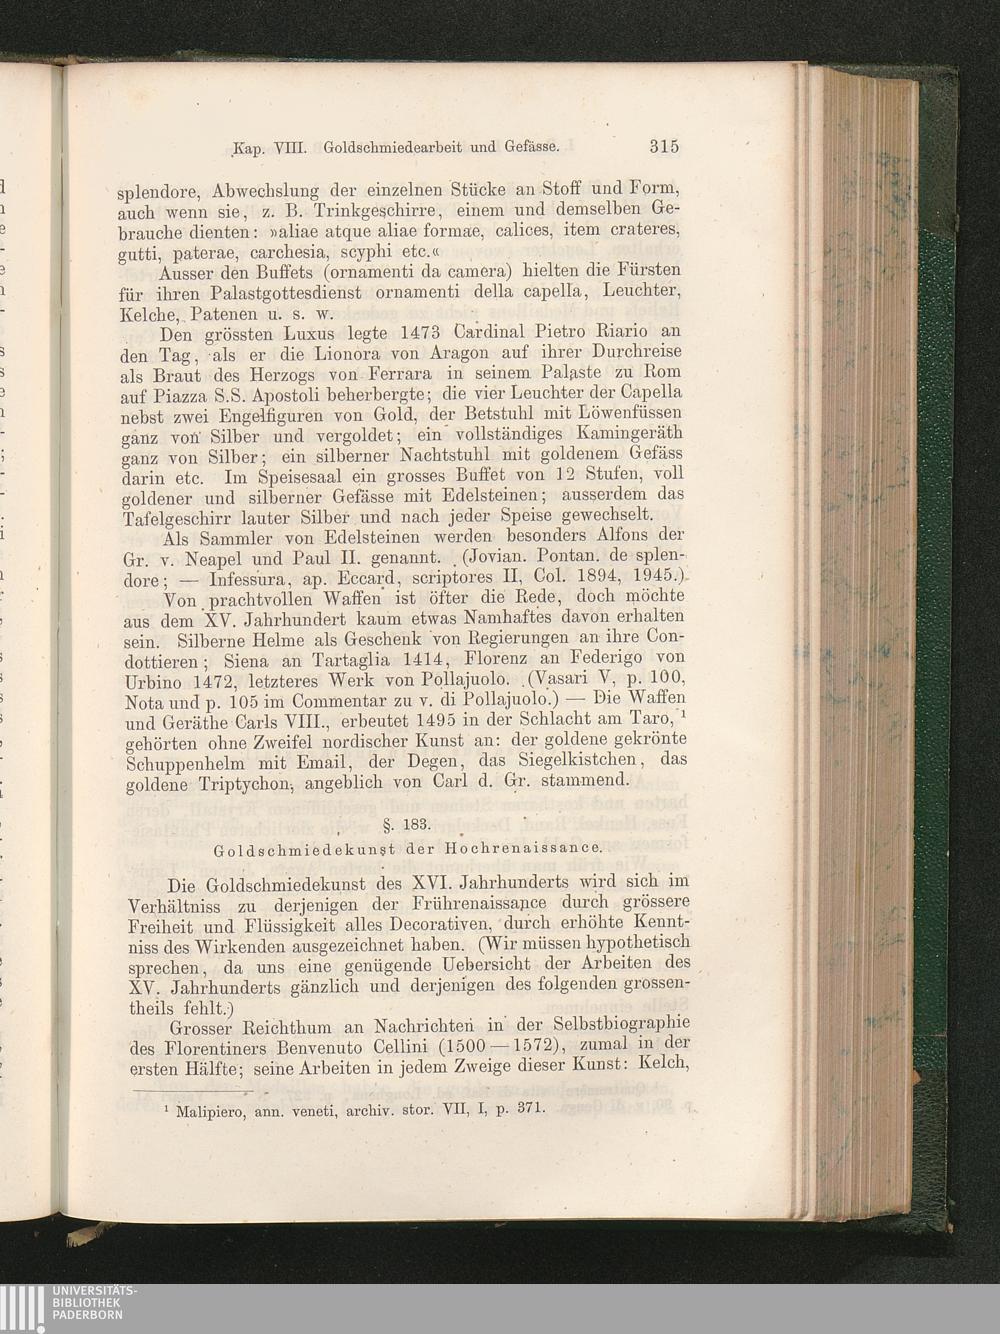 Kap. VIII. Goldschmiedearbeit und Gefässe. 315
splendore, Abwechslung der einzelnen Stücke an Stoff und Form,
auch wenn sie, z. B. Trinkgeschirre, einem und demselben Ge-
brauche dienten: »aliae atque aliae formae, calices, item crateres,
gutti, paterae, carchesia, scyphi etc.«
Ausser den Buffets (ornamenti da camera) hielten die Fürsten
für ihren Palastgottesdienst ornamenti della capella, Leuchter,
Kelche, Patenen u. s. w.
Den grössten Luxus legte 1473 Cardinal Pietro Riario an
den Tag, als er die Lionora von Aragon auf ihrer Durchreise
als Braut des Herzogs von Ferrara in seinem Palaste zu Rom
auf Piazza S.S. Apostoli beherbergte; die vier Leuchter der Capella
nebst zwei Engelfiguren von Gold, der Betstuhl mit Löwenfüssen
ganz von Silber und vergoldet; ein vollständiges Kamingeräth
ganz von Silber; ein silberner Nachtstuhl mit goldenem Gefäss
darin etc. Im Speisesaal ein grosses Buffet von 12 Stufen, voll
goldener und silberner Gefässe mit Edelsteinen; ausserdem das
Tafelgeschirr lauter Silber und nach jeder Speise gewechselt.
Als Sammler von Edelsteinen werden besonders Alfons der
Gr. v. Neapel und Paul II. genannt. (Jovian. Pontan. de splen-
dore; — Infessura, ap. Eccard, scriptores II, Col. 1894, 1945.)
Von prachtvollen Waffen ist öfter die Rede, doch möchte
aus dem XV. Jahrhundert kaum etwas Namhaftes davon erhalten
sein. Silberne Helme als Geschenk von Regierungen an ihre Con-
dottieren; Siena an Tartaglia 1414, Florenz an Federigo von
Urbino 1472, letzteres Werk von Pollajuolo. (Vasari V, p. 100,
Nota und p. 105 im Commentar zu v. di Pollajuolo.) — Die Waffen
und Geräthe Carls VIII., erbeutet 1495 in der Schlacht am Taro, ¹
gehörten ohne Zweifel nordischer Kunst an: der goldene gekrönte
Schuppenhelm mit Email, der Degen, das Siegelkistchen, das
goldene Triptychon, angeblich von Carl d. Gr. stammend.
§. 183.
Goldschmiedekunst der Hochrenaissance.
Die Goldschmiedekunst des XVI. Jahrhunderts wird sich im
Verhältniss zu derjenigen der Frührenaissance durch grössere
Freiheit und Flüssigkeit alles Decorativen, durch erhöhte Kennt-
niss des Wirkenden ausgezeichnet haben. (Wir müssen hypothetisch
sprechen, da uns eine genügende Uebersicht der Arbeiten des
XV. Jahrhunderts gänzlich und derjenigen des folgenden grossen-
theils fehlt.)
Grosser Reichthum an Nachrichten in der Selbstbiographie
des Florentiners Benvenuto Cellini (1500—1572), zumal in der
ersten Hälfte; seine Arbeiten in jedem Zweige dieser Kunst: Kelch,
¹ Malipiero, ann. veneti, archiv. stor. VII, I, p. 371.
UNIVERSITÄTS-
BIBLIOTHEK
PADERBORN